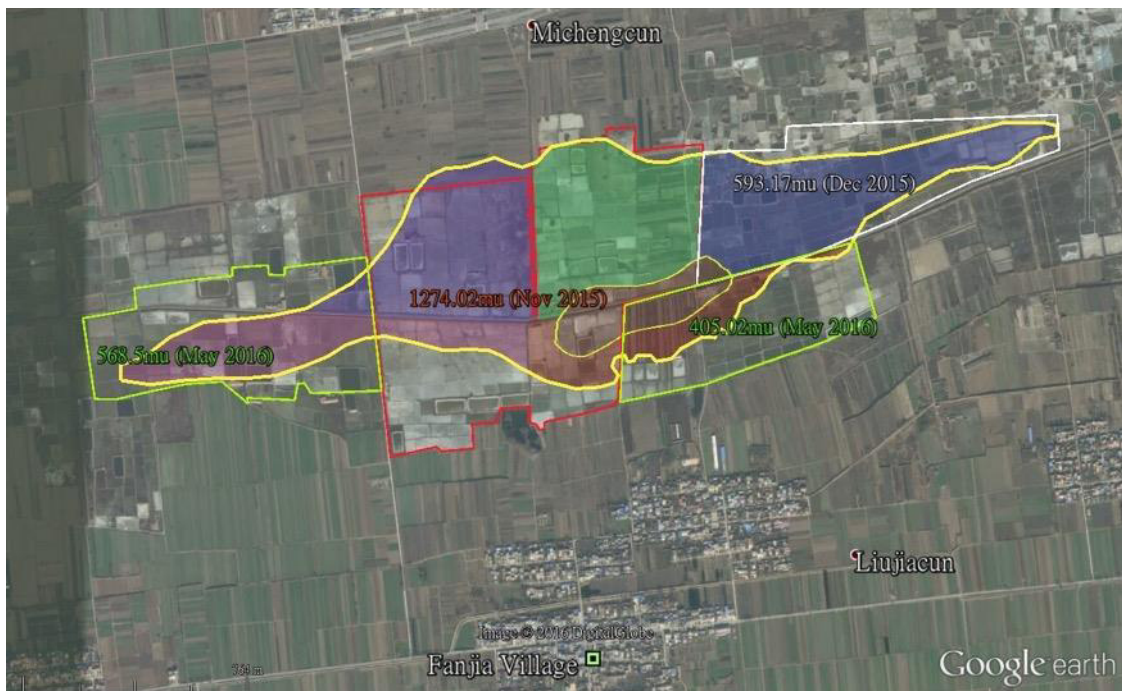 Michengcun
593.17mu (Dec 2015)
1274.02mu (Nov 2015)
405.02mu (May 2016)
568.5mu (May 2016)
Liujiacun
Image © 2016 DigitalGlobe
Fanjia Village
Google earth